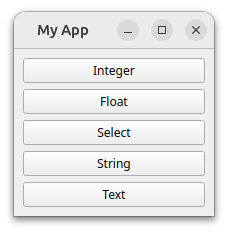 My App
Integer
Float
Select
String
Text